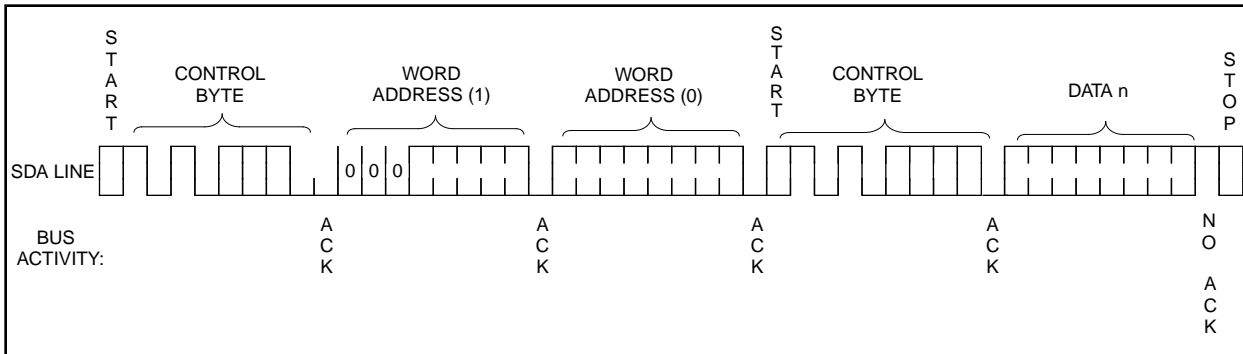 START
CONTROL
BYTE
WORD
ADDRESS (1)
WORD
ADDRESS (0)
START
CONTROL
BYTE
DATA n
STOP
SDA LINE
0 0 0
BUS
ACTIVITY:
ACK
ACK
ACK
ACK
NO ACK